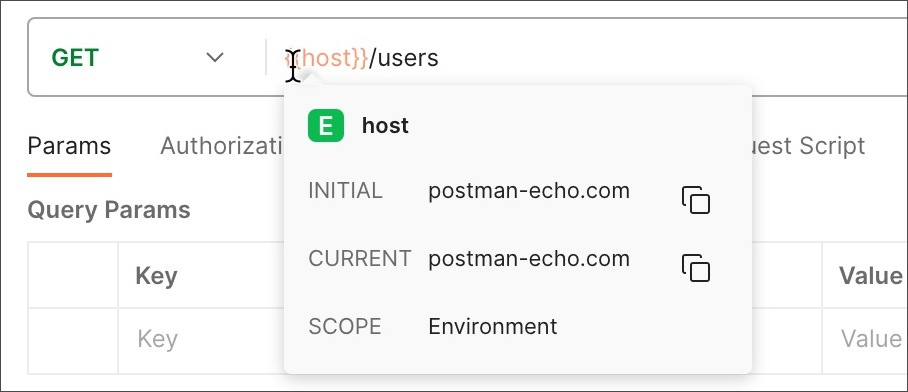 GET {{host}}/users
E host
Params Authorizati uest Script
INITIAL postman-echo.com
Query Params
CURRENT postman-echo.com
Key Value
SCOPE Environment
Key Value